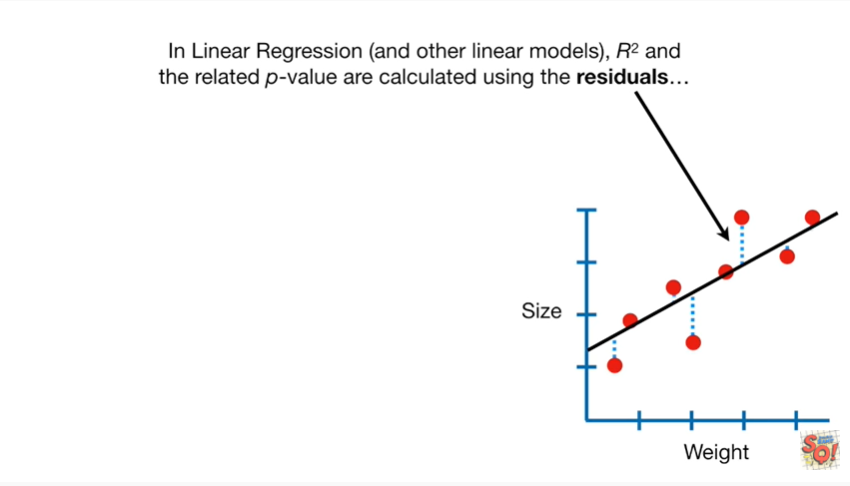 In Linear Regression (and other linear models), R² and
the related p-value are calculated using the residuals…
Size
Weight
SQ!